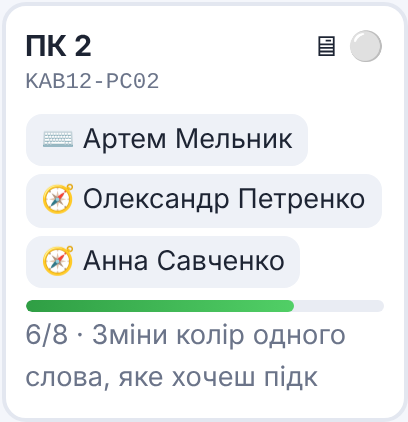 ПК 2
KAB12-PC02
Артем Мельник
Олександр Петренко
Анна Савченко
6/8 · Зміни колір одного
слова, яке хочеш підк